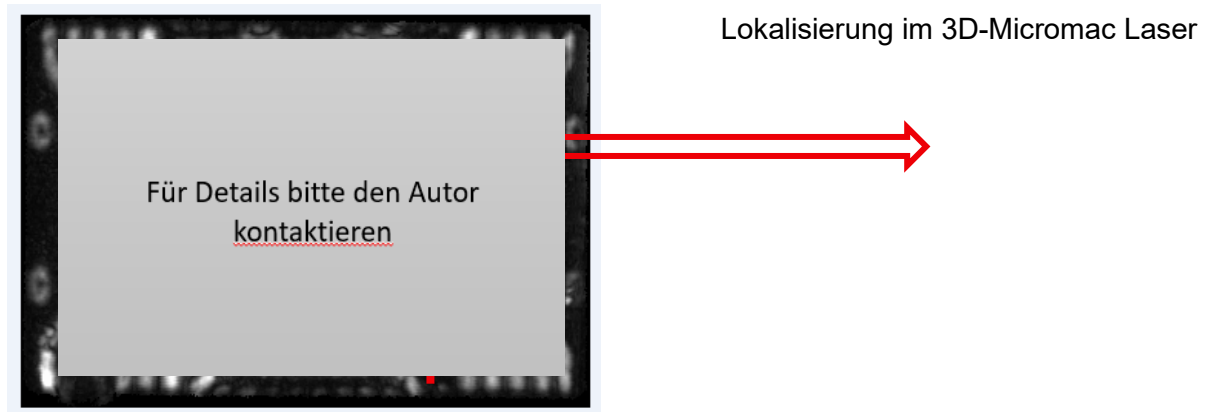 Lokalisierung im 3D-Micromac Laser
Für Details bitte den Autor
kontaktieren